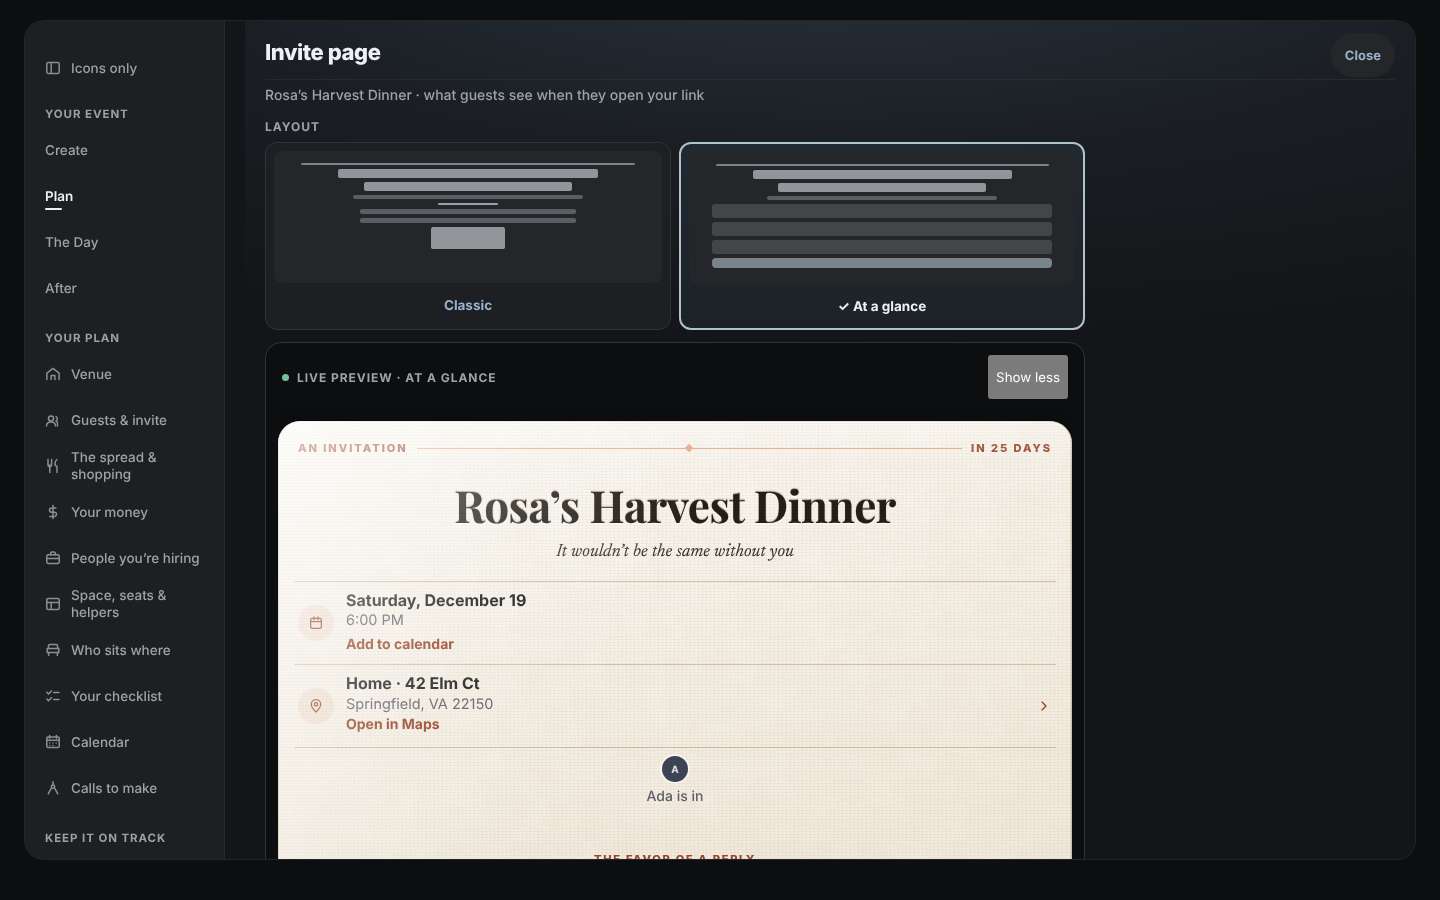 Icons only
YOUR EVENT
Create
Plan
The Day
After
YOUR PLAN
Venue
Guests & invite
The spread &
shopping
Your money
People you’re hiring
Space, seats &
helpers
Who sits where
Your checklist
Calendar
Calls to make
KEEP IT ON TRACK
Invite page
Close
Rosa’s Harvest Dinner · what guests see when they open your link
LAYOUT
Classic
✓ At a glance
LIVE PREVIEW · AT A GLANCE
Show less
AN INVITATION
IN 25 DAYS
Rosa’s Harvest Dinner
It wouldn’t be the same without you
Saturday, December 19
6:00 PM
Add to calendar
Home · 42 Elm Ct
Springfield, VA 22150
Open in Maps
A
Ada is in
THE FAVOR OF A REPLY